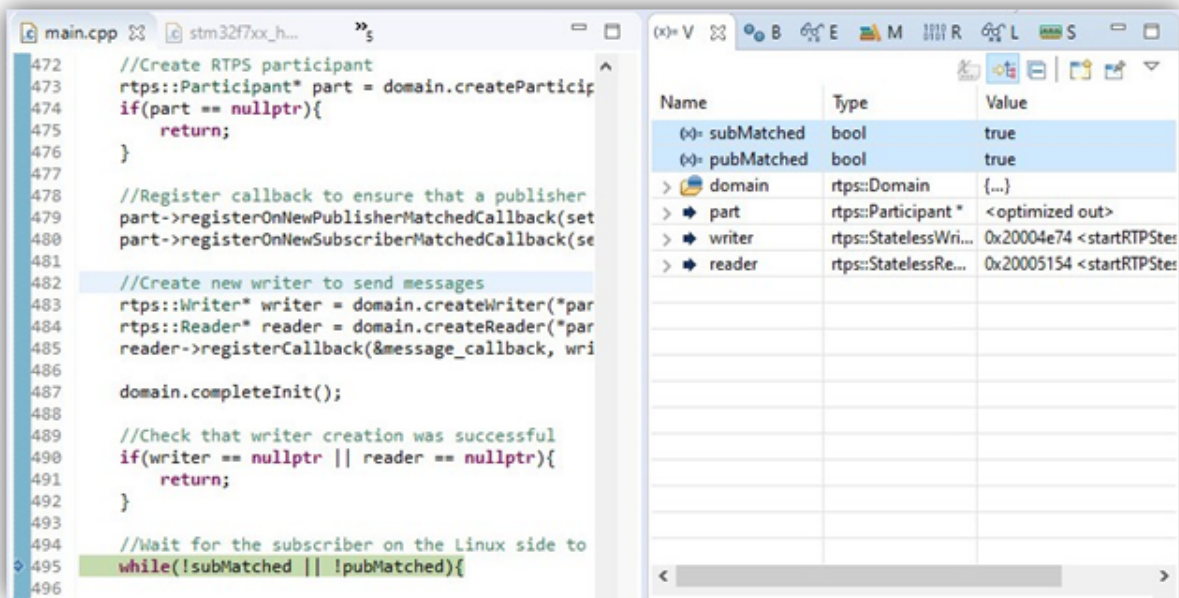 main.cpp
stm32f7xx_h...
»5
472 //Create RTPS participant
473 rtps::Participant* part = domain.createParticip
474 if(part == nullptr){
475 return;
476 }
477
478 //Register callback to ensure that a publisher
479 part->registerOnNewPublisherMatchedCallback(set
480 part->registerOnNewSubscriberMatchedCallback(se
481
482 //Create new writer to send messages
483 rtps::Writer* writer = domain.createWriter(*par
484 rtps::Reader* reader = domain.createReader(*par
485 reader->registerCallback(&message_callback, wri
486
487 domain.completeInit();
488
489 //Check that writer creation was successful
490 if(writer == nullptr || reader == nullptr){
491 return;
492 }
493
494 //Wait for the subscriber on the Linux side to
495 while(!subMatched || !pubMatched){
496
(x)= V B E M R L S
Name Type Value
(x)= subMatched bool true
(x)= pubMatched bool true
domain rtps::Domain {...}
part rtps::Participant * <optimized out>
writer rtps::StatelessWri... 0x20004e74 <startRTPStes
reader rtps::StatelessRe... 0x20005154 <startRTPStes